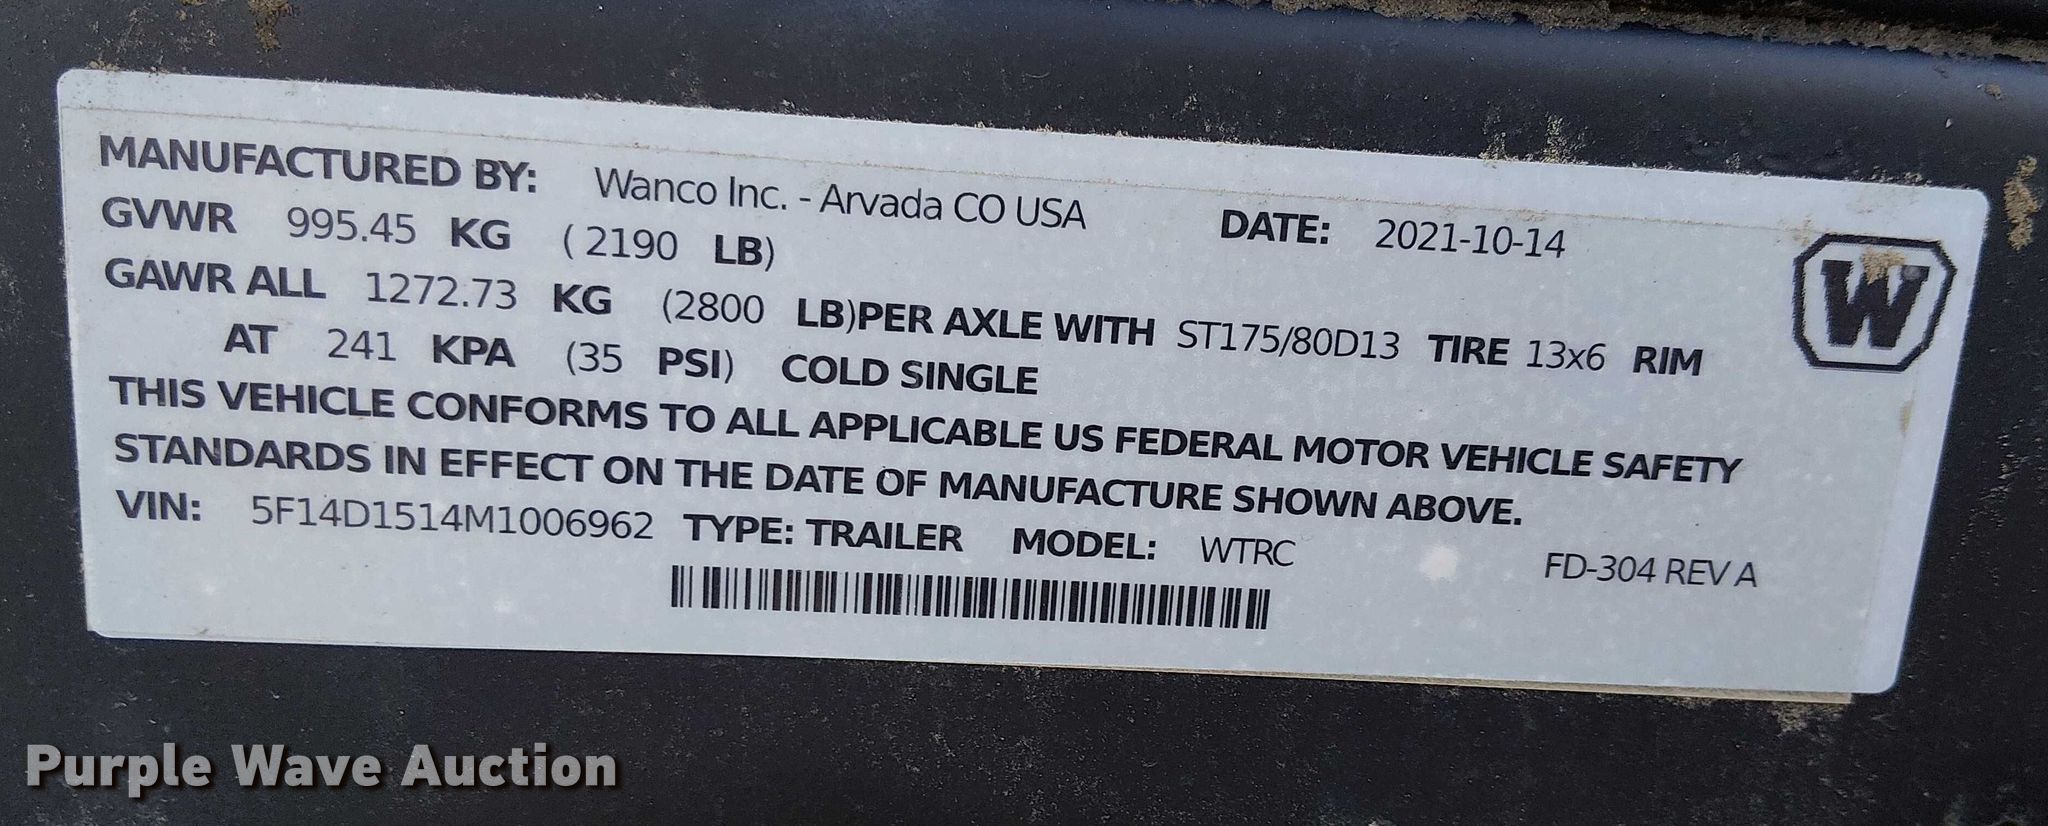 MANUFACTURED BY: Wanco Inc. - Arvada CO USA DATE: 2021-10-14
GVWR 995.45 KG (2190 LB)
GAWR ALL 1272.73 KG (2800 LB)PER AXLE WITH ST175/80D13 TIRE 13x6 RIM
AT 241 KPA (35 PSI) COLD SINGLE
THIS VEHICLE CONFORMS TO ALL APPLICABLE US FEDERAL MOTOR VEHICLE SAFETY
STANDARDS IN EFFECT ON THE DATE OF MANUFACTURE SHOWN ABOVE.
VIN: 5F14D1514M1006962 TYPE: TRAILER MODEL: WTRC FD-304 REV A
W
Purple Wave Auction